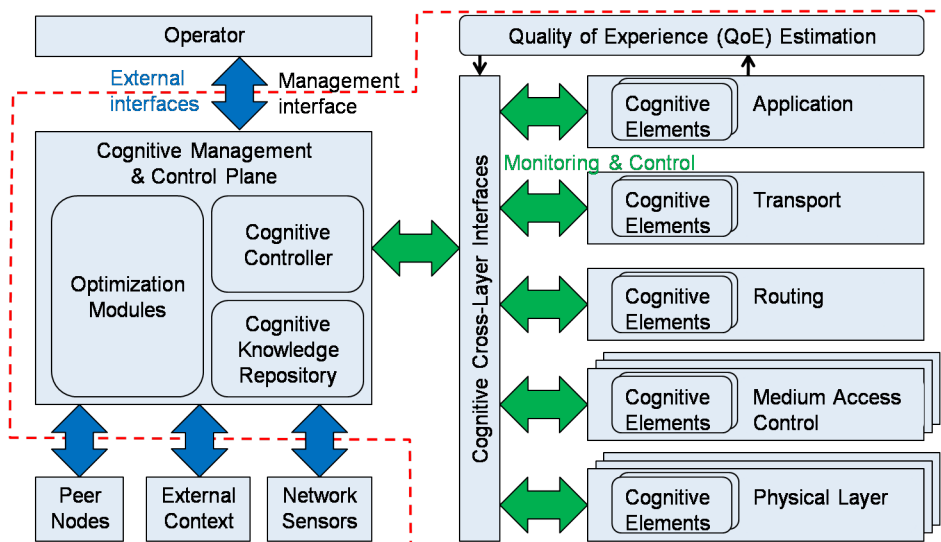 Operator
Quality of Experience (QoE) Estimation
External
interfaces
Management
interface
Cognitive Management
& Control Plane
Optimization
Modules
Cognitive
Controller
Cognitive
Knowledge
Repository
Peer
Nodes
External
Context
Network
Sensors
Cognitive Cross-Layer Interfaces
Monitoring & Control
Cognitive
Elements
Application
Cognitive
Elements
Transport
Cognitive
Elements
Routing
Cognitive
Elements
Medium Access
Control
Cognitive
Elements
Physical Layer